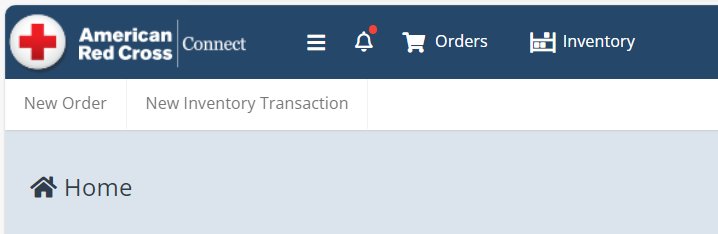 American
Red Cross
Connect
Orders
Inventory
New Order
New Inventory Transaction
Home